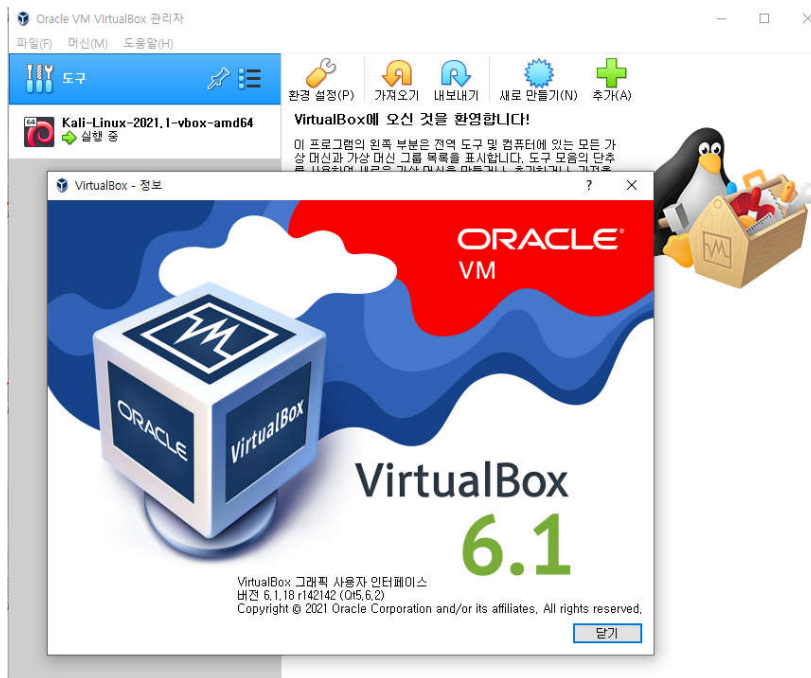 Oracle VM VirtualBox 관리자
파일(F) 머신(M) 도움말(H)
도구
환경 설정(P) 가져오기 내보내기 새로 만들기(N) 추가(A)
64
Kali-Linux-2021.1-vbox-amd64
실행 중
VirtualBox에 오신 것을 환영합니다!
이 프로그램의 왼쪽 부분은 전역 도구 및 컴퓨터에 있는 모든 가
상 머신과 가상 머신 그룹 목록을 표시합니다. 도구 모음의 단추
VirtualBox - 정보
ORACLE
VM
ORACLE
VirtualBox
VirtualBox
6.1
VirtualBox 그래픽 사용자 인터페이스
버전 6.1.18 r142142 (Qt5.6.2)
Copyright © 2021 Oracle Corporation and/or its affiliates. All rights reserved.
닫기